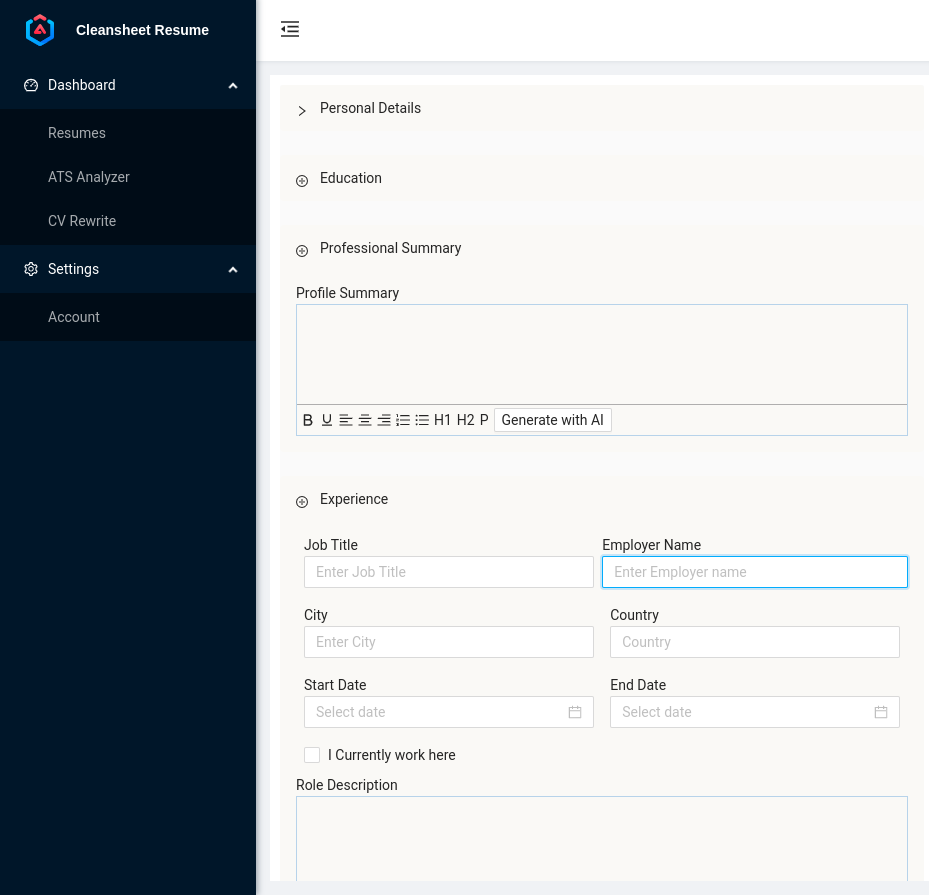 Cleansheet Resume
Dashboard
Resumes
ATS Analyzer
CV Rewrite
Settings
Account
Personal Details
Education
Professional Summary
Profile Summary
B U H1 H2 P Generate with AI
Experience
Job Title Employer Name
Enter Job Title Enter Employer name
City Country
Enter City Country
Start Date End Date
Select date Select date
I Currently work here
Role Description